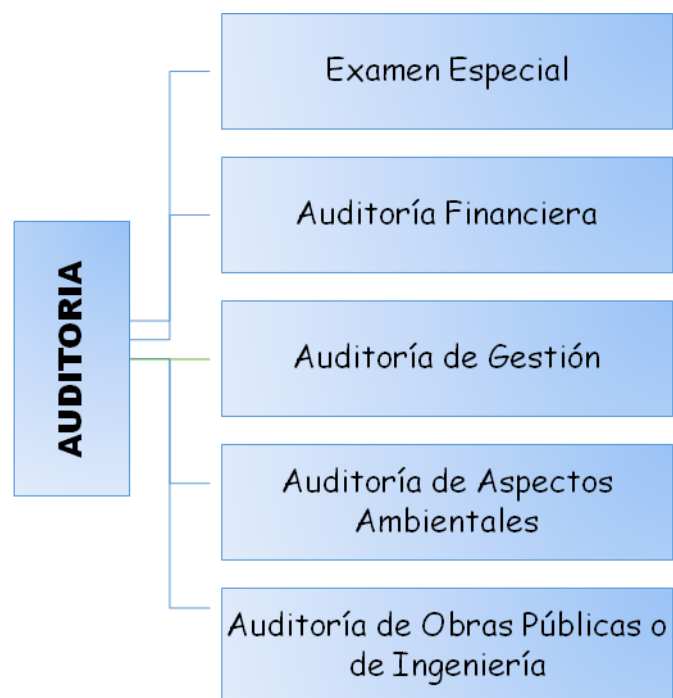 AUDITORIA
Examen Especial
Auditoría Financiera
Auditoría de Gestión
Auditoría de Aspectos
Ambientales
Auditoría de Obras Públicas o
de Ingeniería